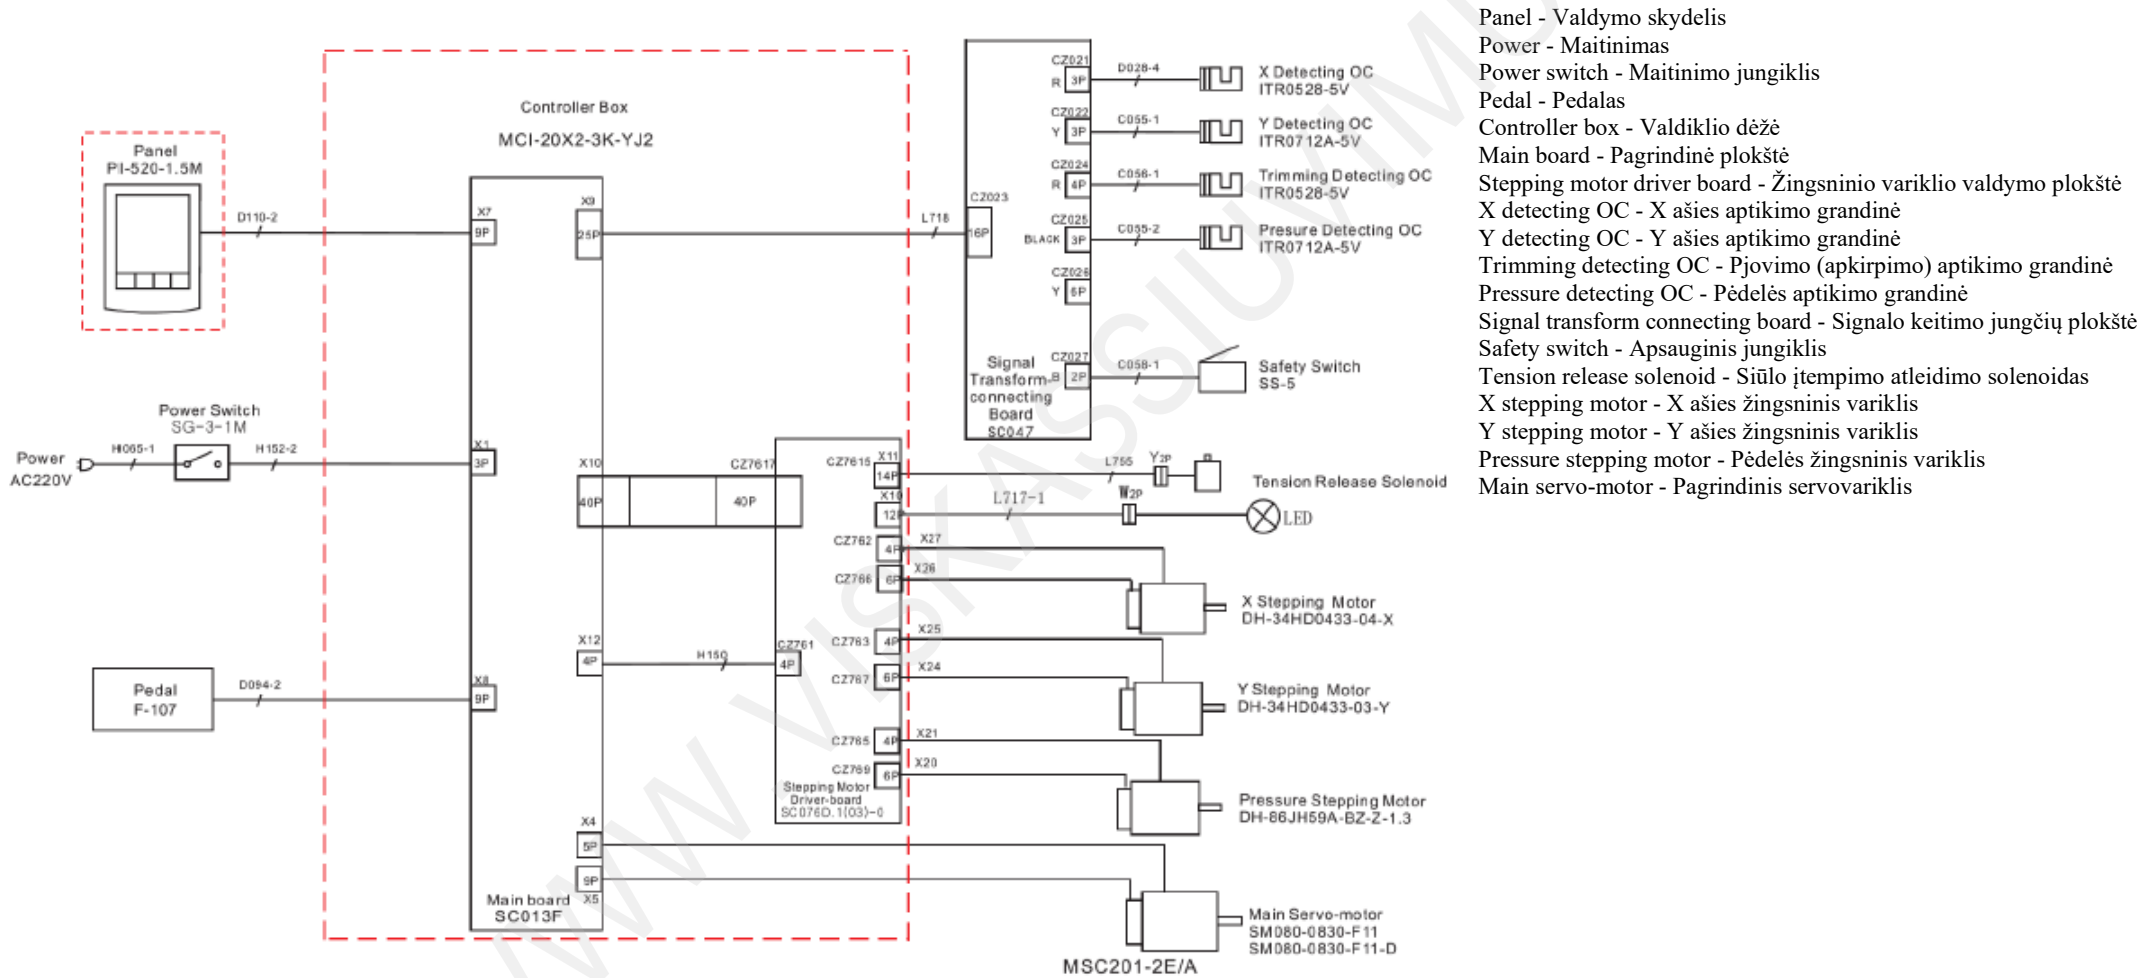 Panel
PI-520-1.5M
D110-2
Power Switch
SG-3-1M
Power
AC220V
HI065-1
H152-2
Pedal
F-107
D094-2
Controller Box
MCI-20X2-3K-YJ2
X7
9P
X9
25P
X1
3P
X10
40P
40P
CZ7617
X12
4P
H150
CZ761
4P
X8
9P
X4
5P
9P
X5
Main board
SC013F
CZ7615
X11
14P
X10
12P
CZ762
4P
X27
CZ766
6P
X26
CZ763
4P
X25
CZ767
6P
X24
CZ765
4P
X21
CZ769
6P
X20
Stepping Motor
Driver-board
SC076D.1(03)-0
L718
CZ023
16P
CZ021
R 3P
D028-4
X Detecting OC
ITR0528-5V
CZ022
Y 3P
C055-1
Y Detecting OC
ITR0712A-5V
CZ024
R 4P
C056-1
Trimming Detecting OC
ITR0528-5V
CZ025
BLACK 3P
C055-2
Presure Detecting OC
ITR0712A-5V
CZ026
Y 6P
CZ027
B 2P
C058-1
Safety Switch
SS-5
Signal
Transform-
connecting
Board
SC047
L755
Y2P
Tension Release Solenoid
L717-1
W2P
LED
X Stepping Motor
DH-34HD0433-04-X
Y Stepping Motor
DH-34HD0433-03-Y
Pressure Stepping Motor
DH-86JH59A-BZ-Z-1.3
Main Servo-motor
SM080-0830-F11
SM080-0830-F11-D
MSC201-2E/A
Panel - Valdymo skydelis
Power - Maitinimas
Power switch - Maitinimo jungiklis
Pedal - Pedalas
Controller box - Valdiklio dėžė
Main board - Pagrindinė plokštė
Stepping motor driver board - Žingsninio variklio valdymo plokštė
X detecting OC - X ašies aptikimo grandinė
Y detecting OC - Y ašies aptikimo grandinė
Trimming detecting OC - Pjovimo (apkirpimo) aptikimo grandinė
Pressure detecting OC - Pėdelės aptikimo grandinė
Signal transform connecting board - Signalo keitimo jungčių plokštė
Safety switch - Apsauginis jungiklis
Tension release solenoid - Siūlo įtempimo atleidimo solenoidas
X stepping motor - X ašies žingsninis variklis
Y stepping motor - Y ašies žingsninis variklis
Pressure stepping motor - Pėdelės žingsninis variklis
Main servo-motor - Pagrindinis servovariklis